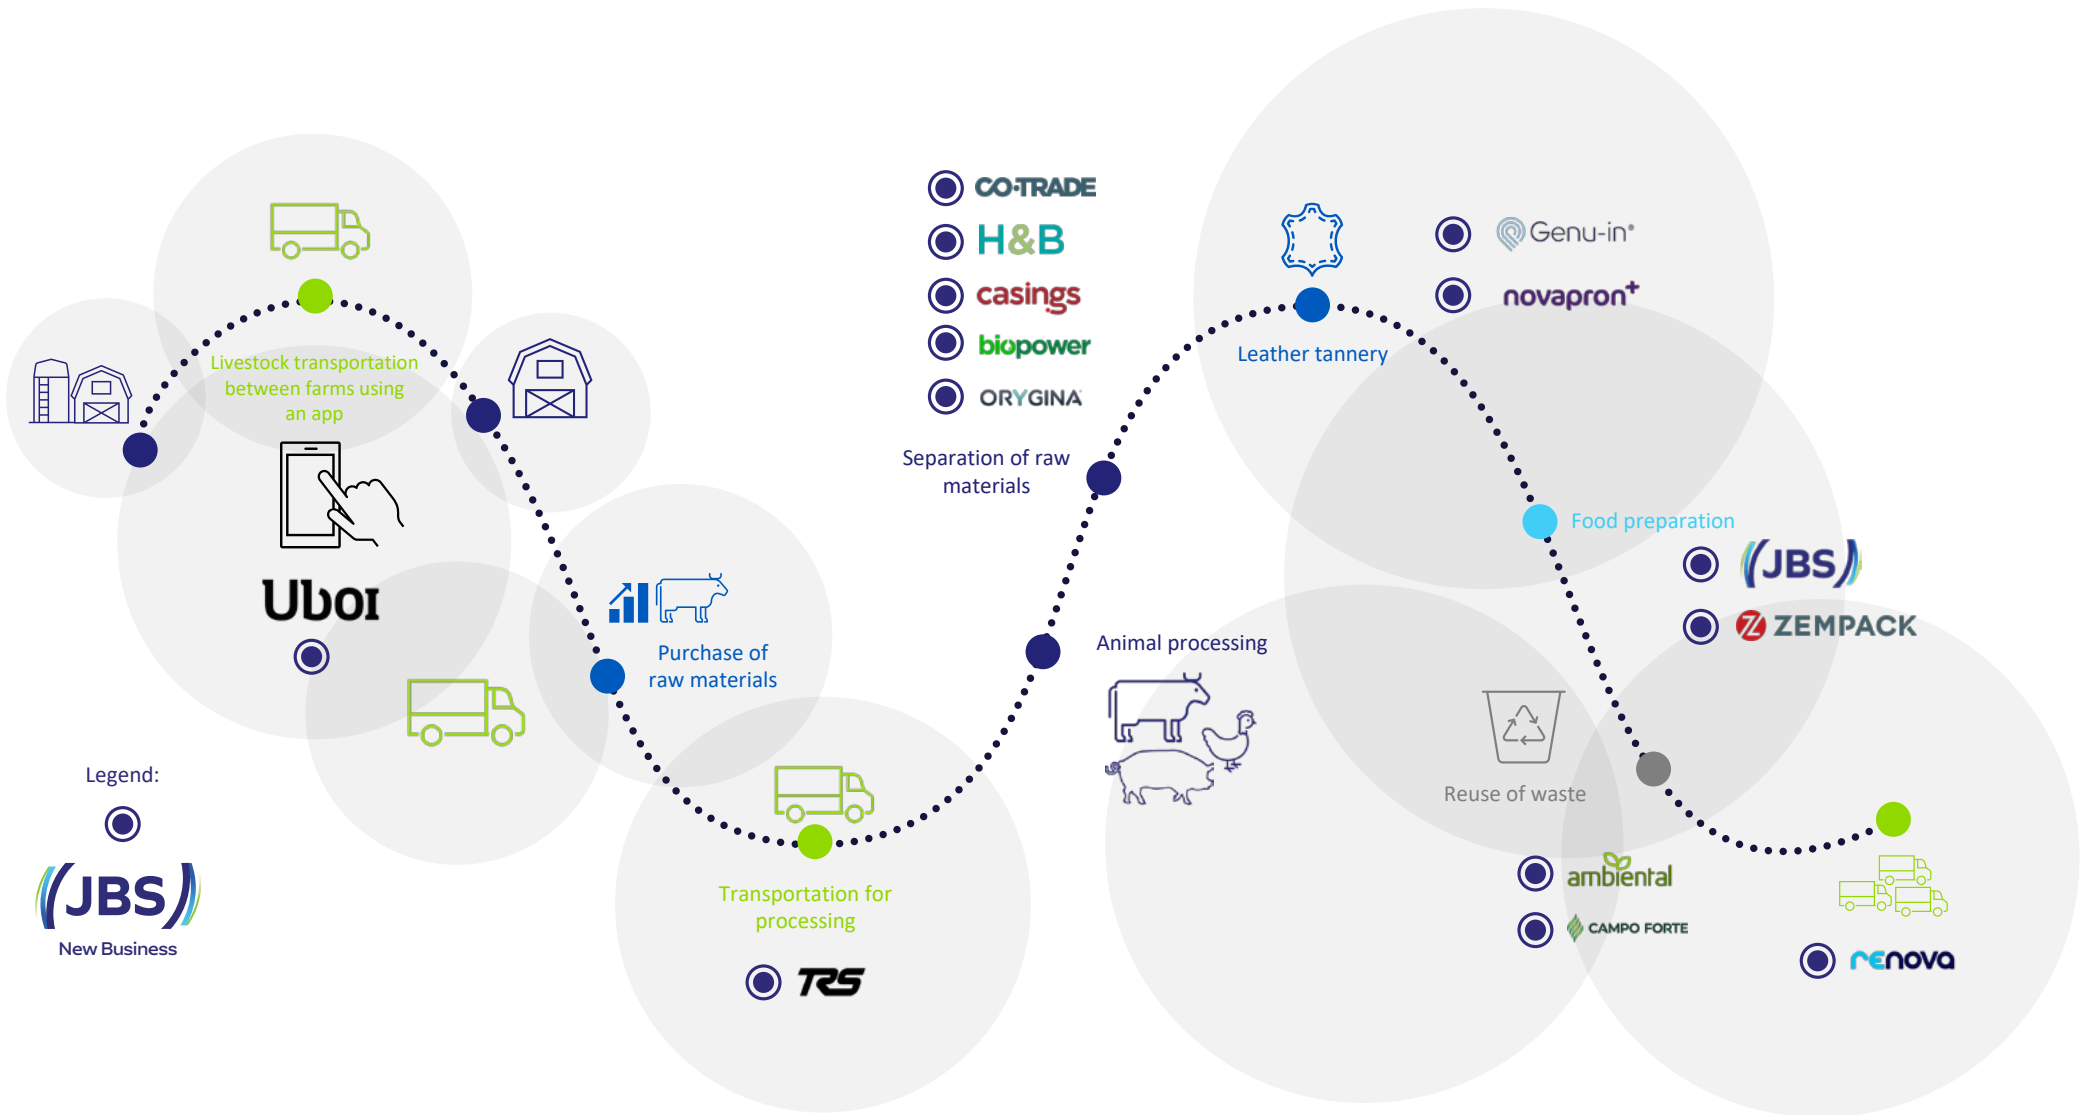 Livestock transportation
between farms using
an app
Uboi
Legend:
JBS
New Business
Purchase of
raw materials
Transportation for
processing
TRS
CO-TRADE
H&B
casings
biopower
ORYGINA
Separation of raw
materials
Animal processing
Leather tannery
Genu-in®
novapron+
Food preparation
JBS
ZEMPACK
Reuse of waste
ambiental
CAMPO FORTE
renova